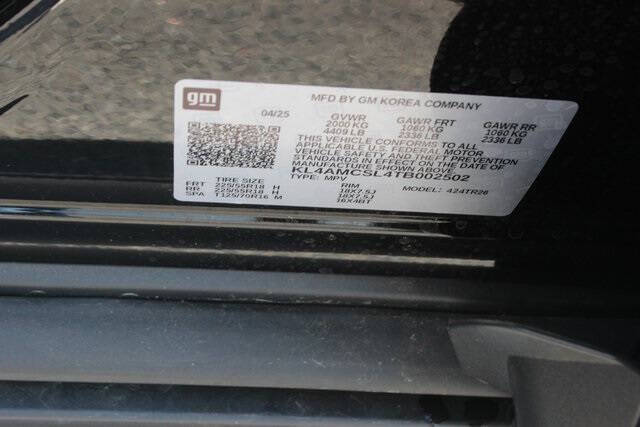 gm
MFD BY GM KOREA COMPANY
04/25 GVWR GAWR FRT GAWR RR
2000 KG 1060 KG 1060 KG
4409 LB 2336 LB 2336 LB
THIS VEHICLE CONFORMS TO ALL
APPLICABLE U.S. FEDERAL MOTOR
VEHICLE SAFETY AND THEFT PREVENTION
STANDARDS IN EFFECT ON THE DATE OF
MANUFACTURE SHOWN ABOVE.
KL4AMCSL4TB002502
TYPE: MPV MODEL: 424TR26
TIRE SIZE RIM
FRT 225/55R18 H 18X7.5J
RR 225/55R18 H 18X7.5J
SPA T125/70R16 M 16X4BT